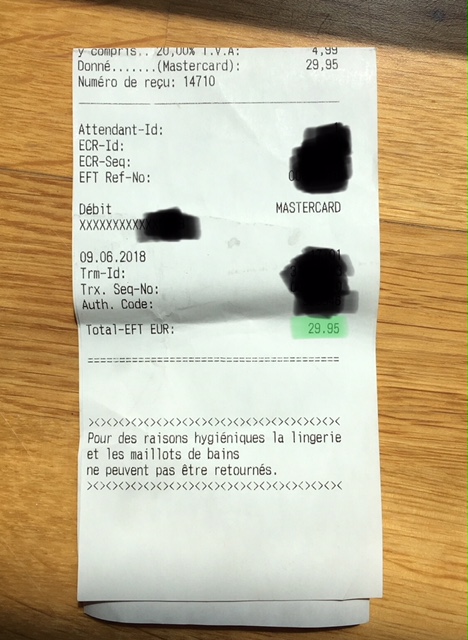 y compris.. 20,00% T.V.A: 4,99
Donné.......(Mastercard): 29,95
Numéro de reçu: 14710
Attendant-Id:
ECR-Id:
ECR-Seq:
EFT Ref-No:
Débit MASTERCARD
XXXXXXXXXX
09.06.2018
Trm-Id:
Trx. Seq-No:
Auth. Code:
Total-EFT EUR: 29.95
========================================
><><><><><><><><><><><><><><><><><><><><
Pour des raisons hygiéniques la lingerie
et les maillots de bains
ne peuvent pas être retournés.
><><><><><><><><><><><><><><><><><><><><